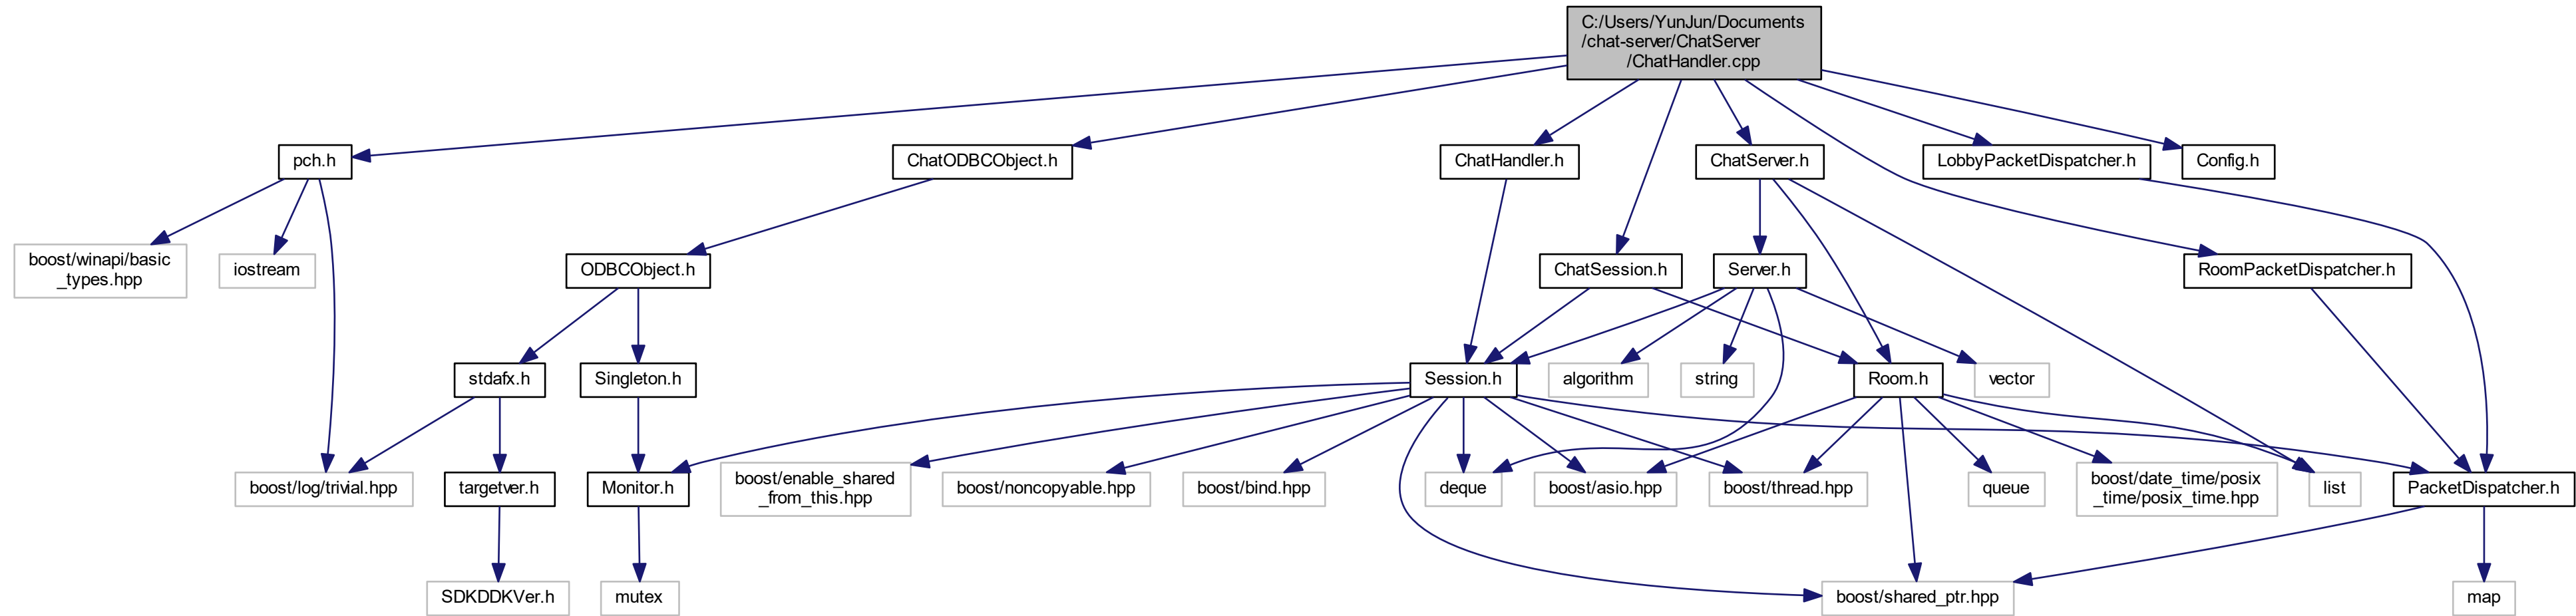 C:/Users/YunJun/Documents
/chat-server/ChatServer
/ChatHandler.cpp
pch.h
ChatODBCObject.h
ChatHandler.h
ChatServer.h
LobbyPacketDispatcher.h
Config.h
boost/winapi/basic
_types.hpp
iostream
ODBCObject.h
ChatSession.h
Server.h
RoomPacketDispatcher.h
stdafx.h
Singleton.h
Session.h
algorithm
string
Room.h
vector
boost/log/trivial.hpp
targetver.h
Monitor.h
boost/enable_shared
_from_this.hpp
boost/noncopyable.hpp
boost/bind.hpp
deque
boost/asio.hpp
boost/thread.hpp
queue
boost/date_time/posix
_time/posix_time.hpp
list
PacketDispatcher.h
SDKDDKVer.h
mutex
boost/shared_ptr.hpp
map